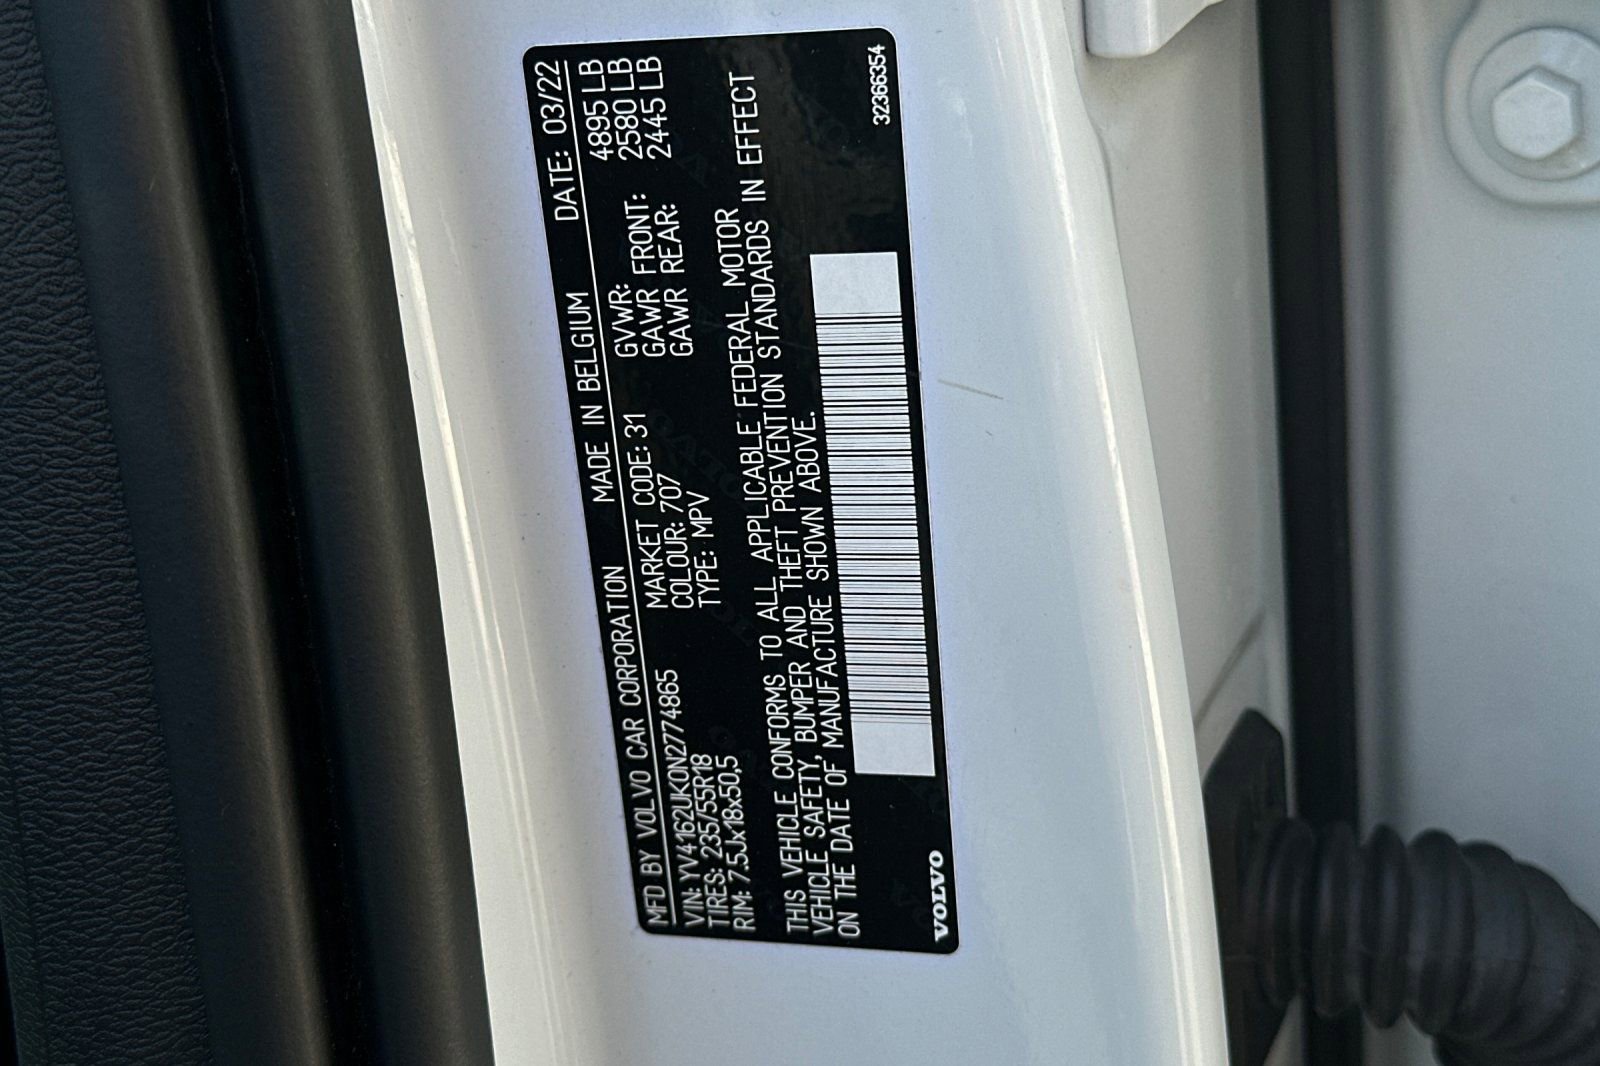 MFD BY VOLVO CAR CORPORATION MADE IN BELGIUM DATE: 03/22
VIN: YV4162UK0N2774865 MARKET CODE: 31 GVWR: 4895 LB
TIRES: 235/55R18 COLOUR: 707 GAWR FRONT: 2580 LB
RIM: 7.5Jx18x50,5 TYPE: MPV GAWR REAR: 2445 LB
THIS VEHICLE CONFORMS TO ALL APPLICABLE FEDERAL MOTOR
VEHICLE SAFETY, BUMPER AND THEFT PREVENTION STANDARDS IN EFFECT
ON THE DATE OF MANUFACTURE SHOWN ABOVE.
VOLVO 32366354